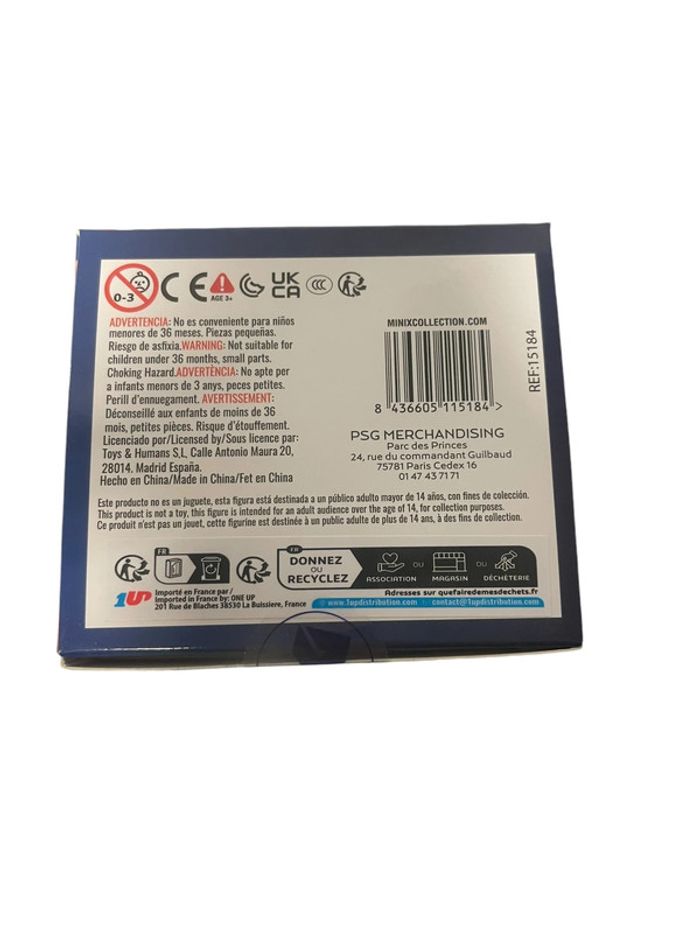 0-3
CE
AGE 3+
UK
CA
CCC
ADVERTENCIA: No es conveniente para niños
menores de 36 meses. Piezas pequeñas.
Riesgo de asfixia.WARNING: Not suitable for
children under 36 months, small parts.
Choking Hazard.ADVERTÈNCIA: No apte per
a infants menores de 3 anys, peces petites.
Perill d'ennuegament. AVERTISSEMENT:
Déconseillé aux enfants de moins de 36
mois, petites pièces. Risque d'étouffement.
Licenciado por/Licensed by/Sous licence par:
Toys & Humans S,L, Calle Antonio Maura 20,
28014. Madrid España.
Hecho en China/Made in China/Fet en China
MINIXCOLLECTION.COM
8 436605 115184 >
REF:15184
PSG MERCHANDISING
Parc des Princes
24, rue du commandant Guilbaud
75781 Paris Cedex 16
01 47 43 71 71
Este producto no es un juguete, esta figura está destinada a un público adulto mayor de 14 años, con fines de colección.
This product is not a toy, this figure is intended for an adult audience over the age of 14, for collection purposes.
Ce produit n'est pas un jouet, cette figurine est destinée à un public adulte de plus de 14 ans, à des fins de collection.
FR
FR
DONNEZ
OU
RECYCLEZ
ASSOCIATION
OU
MAGASIN
OU
DÉCHÈTERIE
Adresses sur quefairedemesdechets.fr
1UP
Importé en France par /
Imported in France by: ONE UP
201 Rue de Blaches 38530 La Buissiere, France
www.1updistribution.com
contact@1updistribution.com